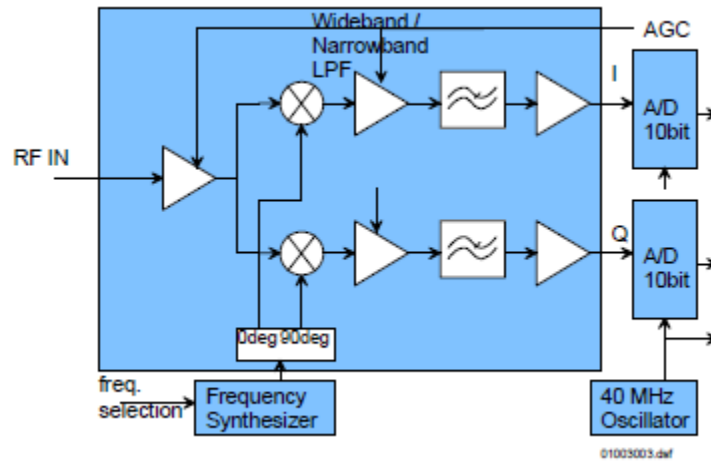 Wideband /
Narrowband
LPF
AGC
I
A/D
10bit
RF IN
Q
A/D
10bit
0deg 90deg
freq.
selection
Frequency
Synthesizer
40 MHz
Oscillator
01003003.dsf